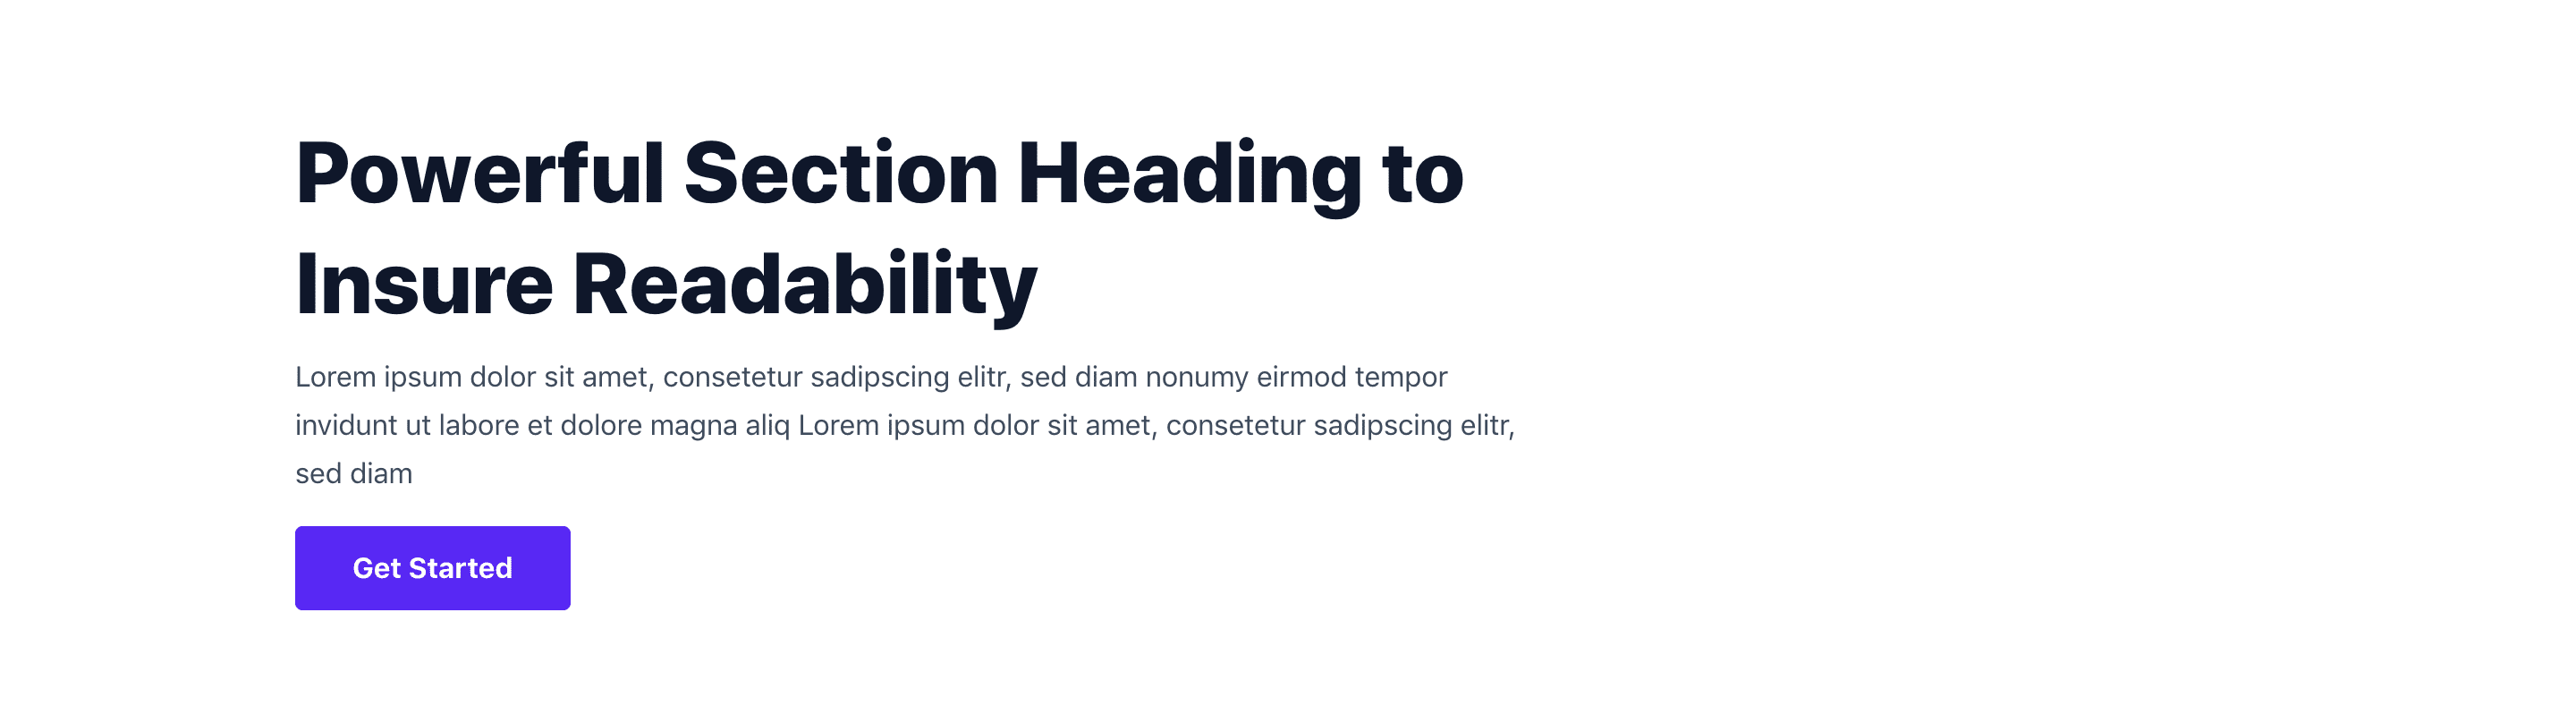 Powerful Section Heading to
Insure Readability
Lorem ipsum dolor sit amet, consetetur sadipscing elitr, sed diam nonumy eirmod tempor
invidunt ut labore et dolore magna aliq Lorem ipsum dolor sit amet, consetetur sadipscing elitr,
sed diam
Get Started